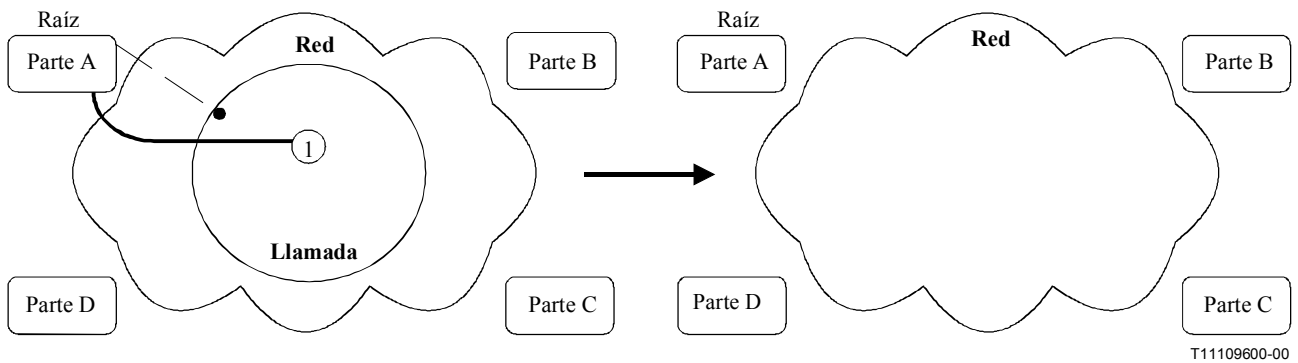 Raíz
Parte A
Red
Parte B
1
Llamada
Parte D
Parte C
Raíz
Parte A
Red
Parte B
Parte D
Parte C
T11109600-00